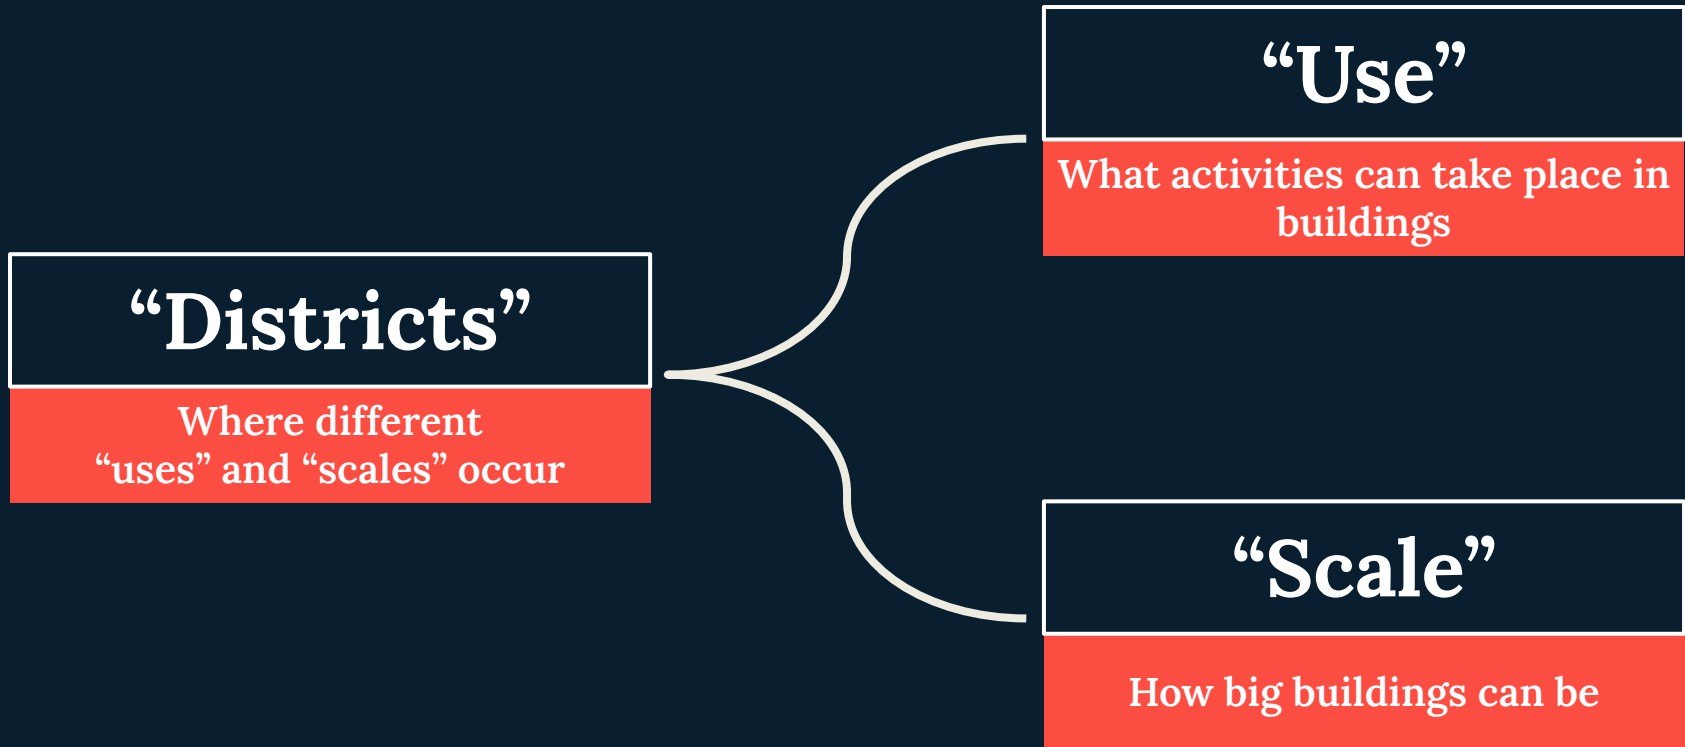 “Use”
What activities can take place in
buildings
“Districts”
Where different
“uses” and “scales” occur
“Scale”
How big buildings can be